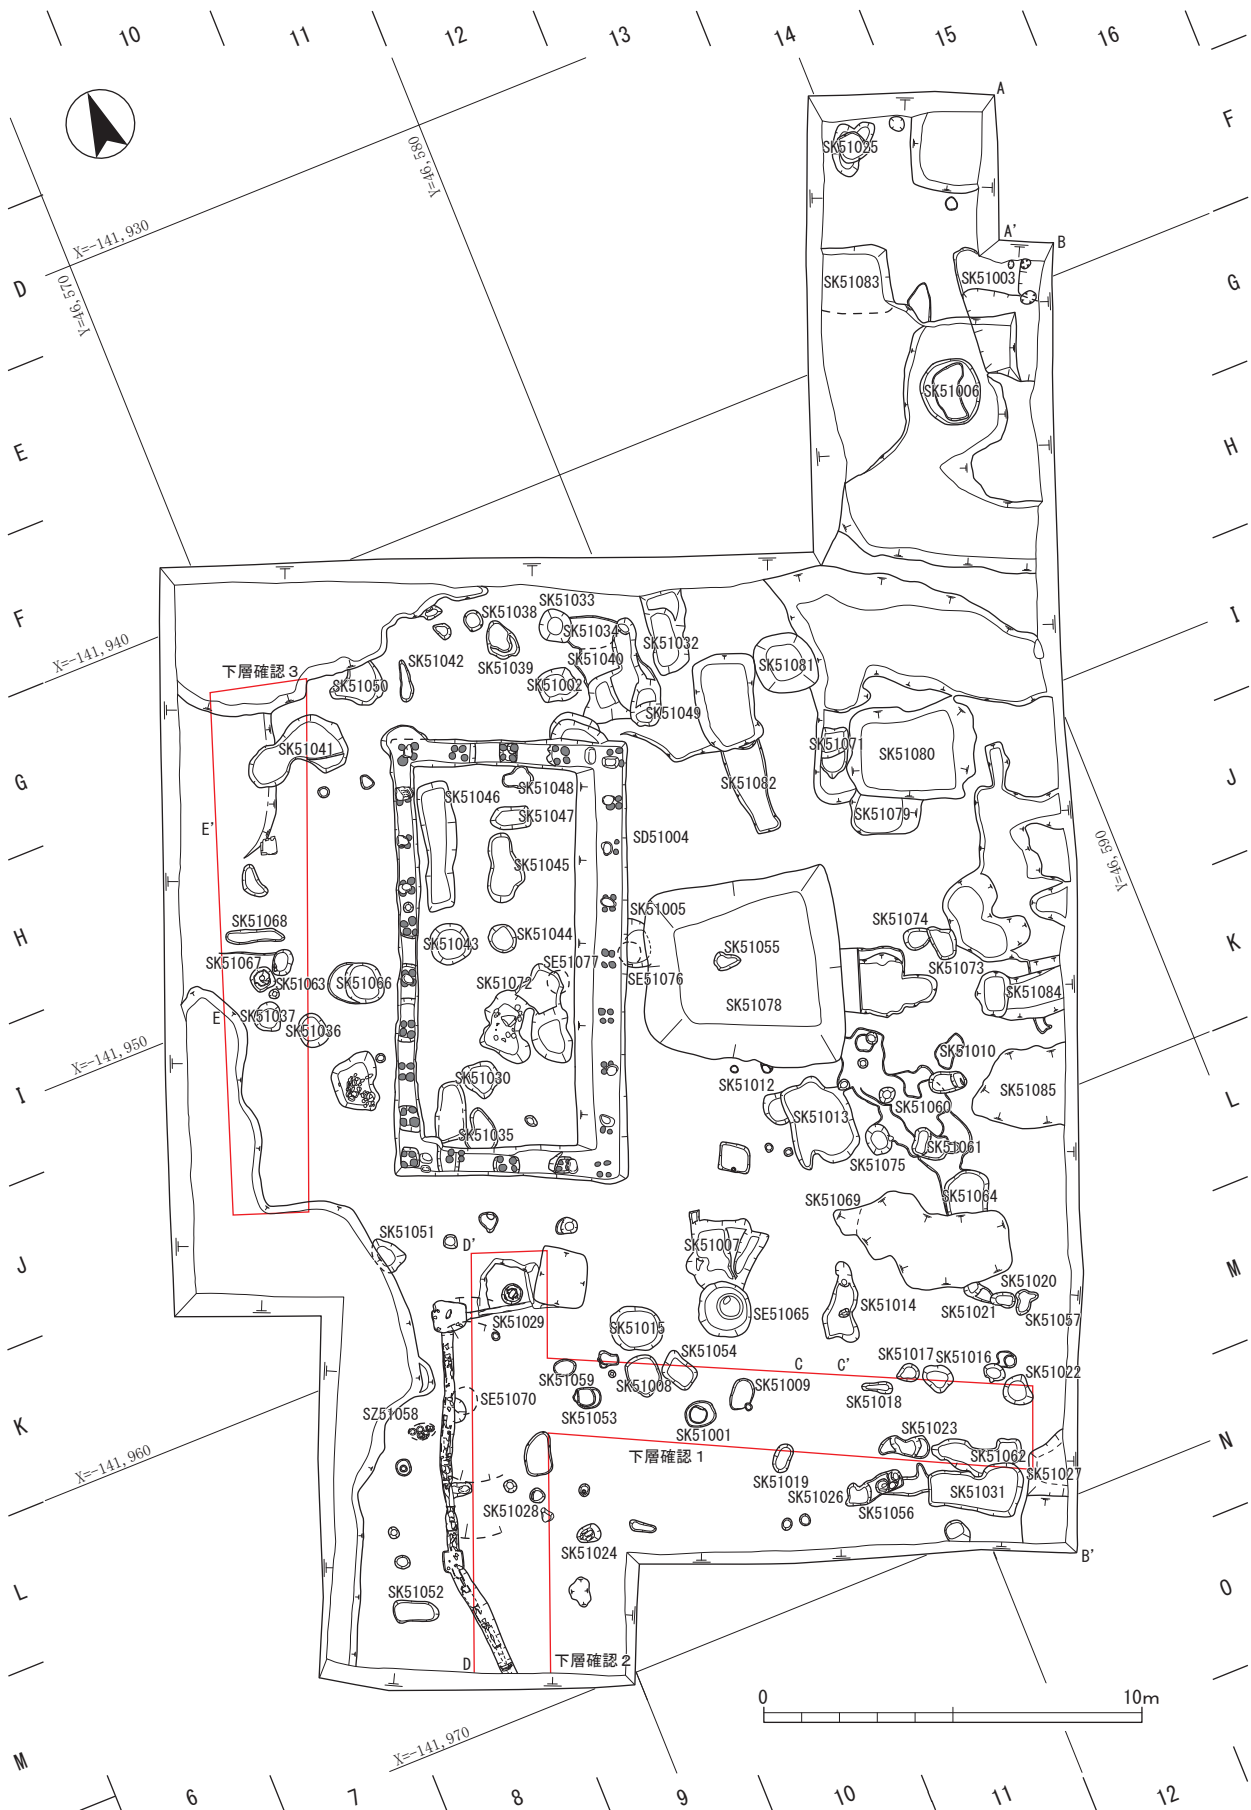 10
11
12
13
14
15
16
F
G
H
I
J
K
L
M
N
O
D
E
F
G
H
I
J
K
L
M
6
7
8
9
10
11
12
X=-141,930
Y=46,570
Y=46,580
X=-141,940
Y=46,590
X=-141,950
X=-141,960
X=-141,970
A
A'
B
SK51025
SK51083
SK51003
SK51006
SK51033
SK51038
SK51034
SK51032
SK51039
SK51042
SK51040
SK51081
下層確認3
SK51050
SK51002
SK51049
SK51041
SK51071
SK51080
SK51048
SK51082
SK51046
SK51047
SK51079
E'
SD51004
SK51045
SK51005
SK51068
SK51074
SK51044
SK51043
SK51055
SK51067
SE51077
SK51073
SK51063
SK51066
SK51072
SE51076
SK51084
SK51078
E
SK51037
SK51036
SK51010
SK51030
SK51012
SK51085
SK51060
SK51013
SK51035
SK51061
SK51075
SK51064
SK51069
SK51051
D'
SK51007
SK51020
SK51014
SK51021
SK51057
SE51065
SK51029
SK51015
SK51054
C
C'
SK51017
SK51016
SK51022
SK51059
SK51008
SK51009
SK51018
SE51070
SK51053
SZ51058
SK51001
SK51023
下層確認1
SK51062
SK51019
SK51027
SK51026
SK51031
SK51056
SK51028
SK51024
B'
SK51052
D
下層確認2
0
10m